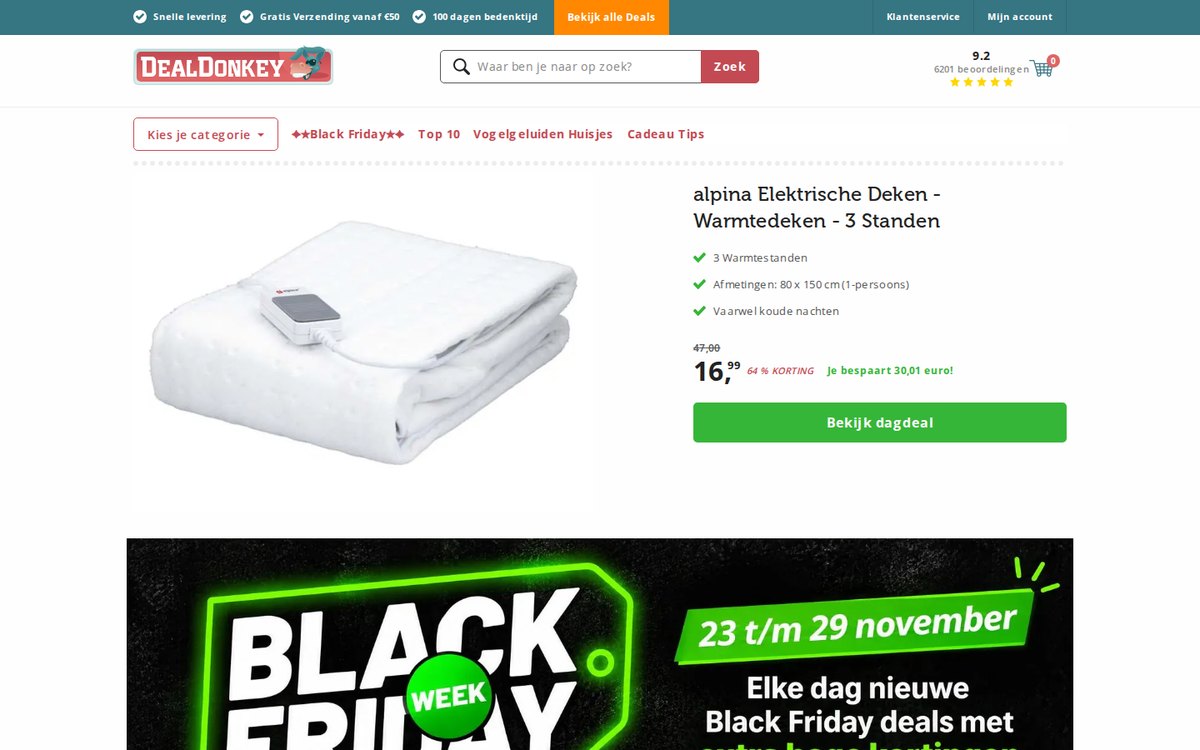 Snelle levering
Gratis Verzending vanaf €50
100 dagen bedenktijd
Bekijk alle Deals
Klantenservice
Mijn account
DEALDONKEY
Waar ben je naar op zoek?
Zoek
9.2
6201 beoordelingen
0
Kies je categorie
✦★Black Friday★✦
Top 10
Vogelgeluiden Huisjes
Cadeau Tips
alpina Elektrische Deken -
Warmtedeken - 3 Standen
3 Warmtestanden
Afmetingen: 80 x 150 cm (1-persoons)
Vaarwel koude nachten
47,00
16,99
64 % KORTING
Je bespaart 30,01 euro!
Bekijk dagdeal
BLACK
FRIDAY
WEEK
23 t/m 29 november
Elke dag nieuwe
Black Friday deals met
extra hoge kortingen